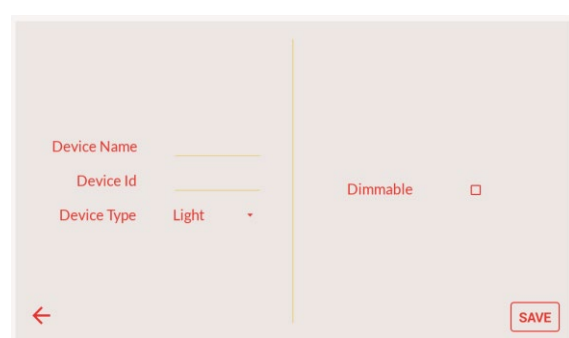 Device Name
Device Id
Device Type Light
Dimmable
SAVE